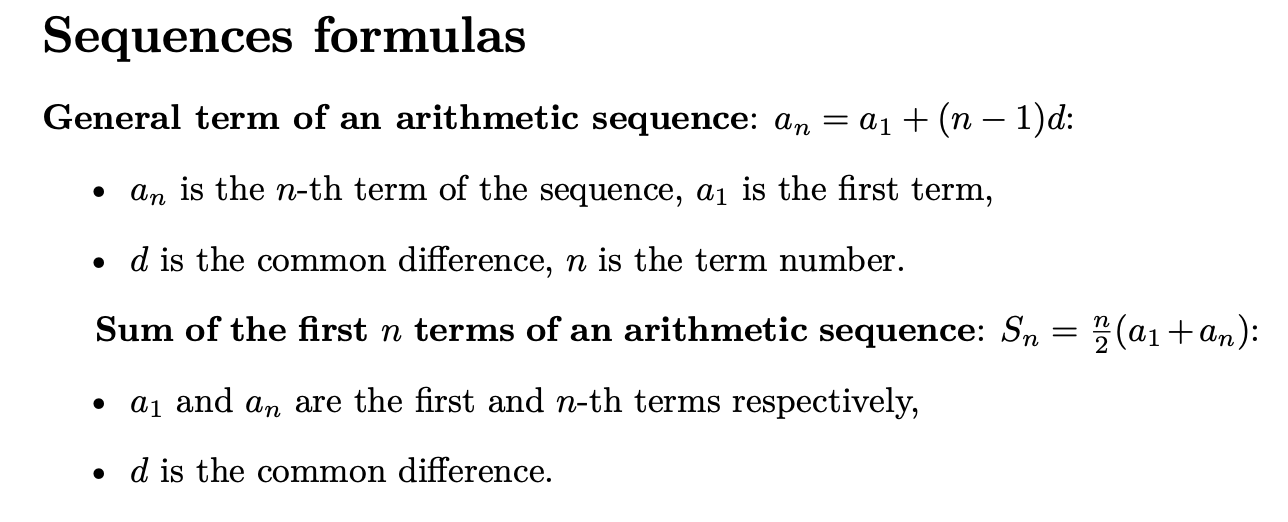 Sequences formulas
General term of an arithmetic sequence: $a_n = a_1 + (n-1)d$:
• $a_n$ is the $n$-th term of the sequence, $a_1$ is the first term,
• $d$ is the common difference, $n$ is the term number.
Sum of the first $n$ terms of an arithmetic sequence: $S_n = \frac{n}{2}(a_1 + a_n)$:
• $a_1$ and $a_n$ are the first and $n$-th terms respectively,
• $d$ is the common difference.